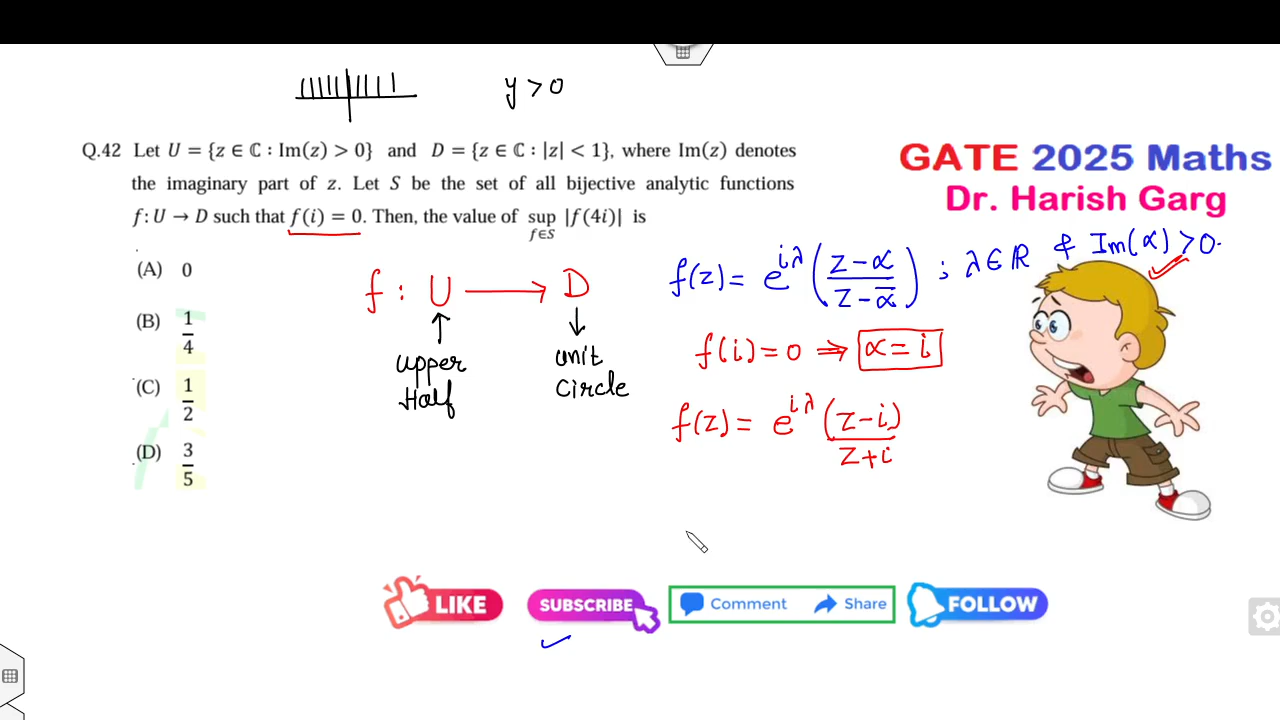 y > 0
Q.42 Let U = {z ∈ ℂ : Im(z) > 0} and D = {z ∈ ℂ : |z| < 1}, where Im(z) denotes
the imaginary part of z. Let S be the set of all bijective analytic functions
f: U → D such that f(i) = 0. Then, the value of sup_{f∈S} |f(4i)| is
(A) 0
(B) 1/4
(C) 1/2
(D) 3/5
f : U → D
upper
Half
unit
Circle
GATE 2025 Maths
Dr. Harish Garg
f(z) = e^{iλ} ((z-α)/(z-ᾱ)) ; λ∈ℝ & Im(α) > 0.
f(i) = 0 ⇒ α = i
f(z) = e^{iλ} (z-i)/(z+i)
LIKE
SUBSCRIBE
Comment
Share
FOLLOW